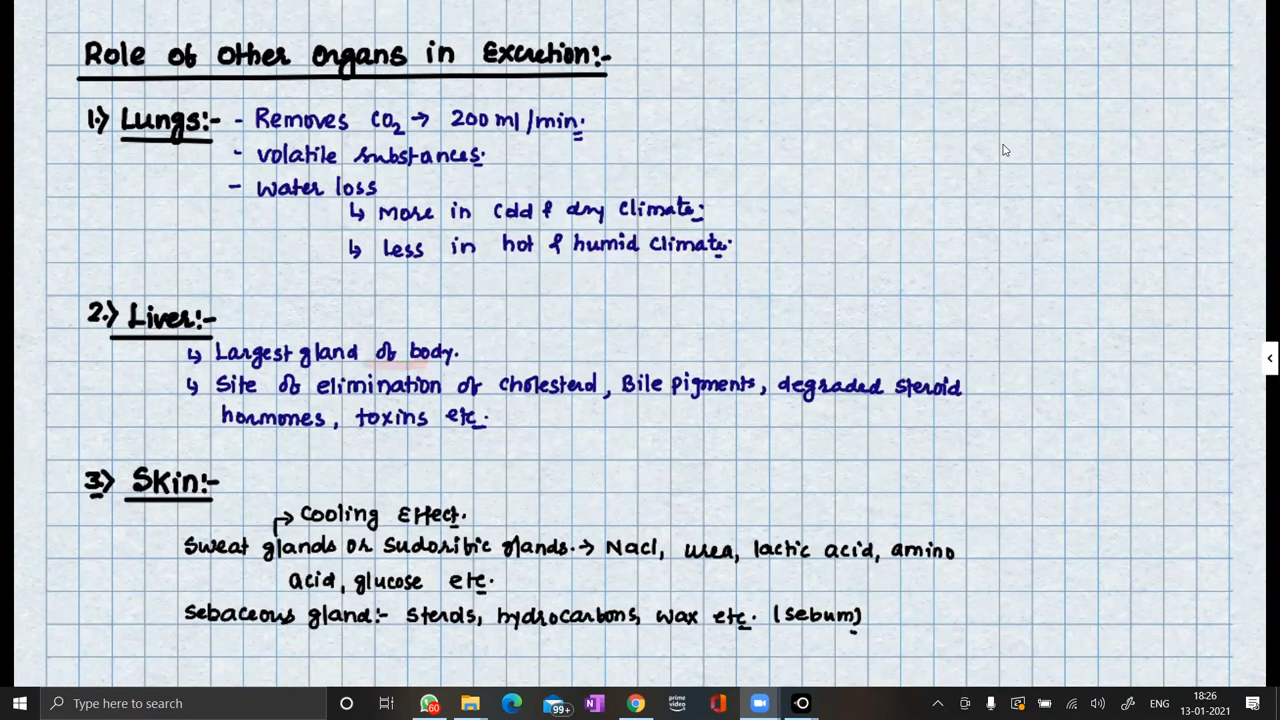 Role of other organs in Excretion:-
1.) Lungs:- - Removes CO₂ → 200 ml/min.
- volatile substances.
- water loss
↳ more in cold & dry climate.
↳ Less in hot & humid climate.
2.) Liver:-
↳ Largest gland of body.
↳ Site of elimination of cholesterol, Bile pigments, degraded steroid
hormones, toxins etc.
3.) Skin:-
→ Cooling Effect.
Sweat glands or Sudoribic glands. → Nacl, urea, lactic acid, amino
acid, glucose etc.
Sebaceous gland:- sterols, hydrocarbons, wax etc. (sebum)
Type here to search
60
99+
N
prime video
ENG
18:26
13-01-2021